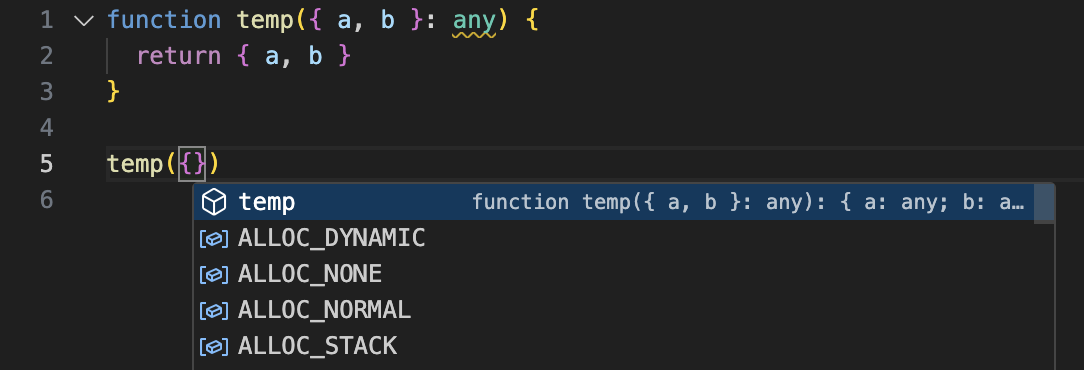 1 function temp({ a, b }: any) {
2 return { a, b }
3 }
4
5 temp({})
6
temp function temp({ a, b }: any): { a: any; b: a…
ALLOC_DYNAMIC
ALLOC_NONE
ALLOC_NORMAL
ALLOC_STACK